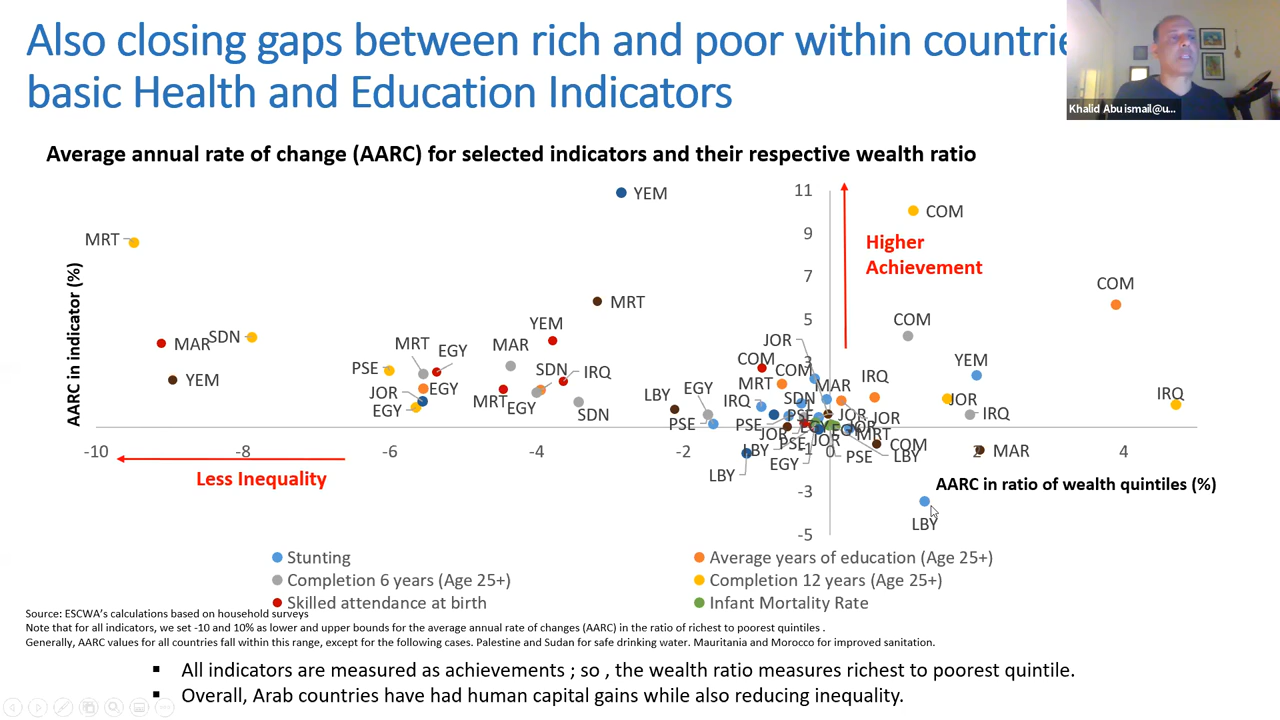 Also closing gaps between rich and poor within countrie
basic Health and Education Indicators
Khalid Abuismail@u...
Average annual rate of change (AARC) for selected indicators and their respective wealth ratio
AARC in indicator (%)
11
9
7
5
3
1
-1
-3
-5
-10
-8
-6
-4
-2
0
2
4
YEM
COM
MRT
Higher
Achievement
COM
MRT
YEM
COM
JOR
MAR
SDN
MRT
EGY
MAR
COM
COM
YEM
PSE
SDN
IRQ
MRT
MAR
IRQ
YEM
JOR
EGY
MRT
EGY
LBY
EGY
IRQ
SDN
JOR
IRQ
EGY
SDN
PSE
PSE
PSE
JOR
JOR
IRQ
JOR
EGY
EGY
JOR
MRT
LBY
PSE
JOR
COM
LBY
MAR
LBY
EGY
PSE
Less Inequality
AARC in ratio of wealth quintiles (%)
LBY
Stunting
Average years of education (Age 25+)
Completion 6 years (Age 25+)
Completion 12 years (Age 25+)
Skilled attendance at birth
Infant Mortality Rate
Source: ESCWA's calculations based on household surveys
Note that for all indicators, we set -10 and 10% as lower and upper bounds for the average annual rate of changes (AARC) in the ratio of richest to poorest quintiles .
Generally, AARC values for all countries fall within this range, except for the following cases. Palestine and Sudan for safe drinking water. Mauritania and Morocco for improved sanitation.
▪ All indicators are measured as achievements ; so , the wealth ratio measures richest to poorest quintile.
▪ Overall, Arab countries have had human capital gains while also reducing inequality.